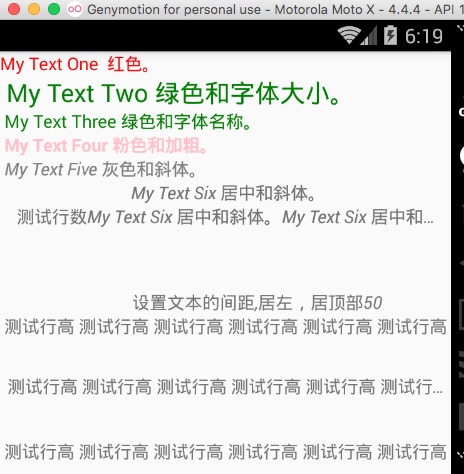 Genymotion for personal use - Motorola Moto X - 4.4.4 - API 1
6:19
My Text One 红色。
My Text Two 绿色和字体大小。
My Text Three 绿色和字体名称。
My Text Four 粉色和加粗。
My Text Five 灰色和斜体。
My Text Six 居中和斜体。
测试行数My Text Six 居中和斜体。My Text Six 居中和...
设置文本的间距,居左，居顶部50
测试行高 测试行高 测试行高 测试行高 测试行高 测试行高
测试行高 测试行高 测试行高 测试行高 测试行高 测试行...
测试行高 测试行高 测试行高 测试行高 测试行高 测试行高